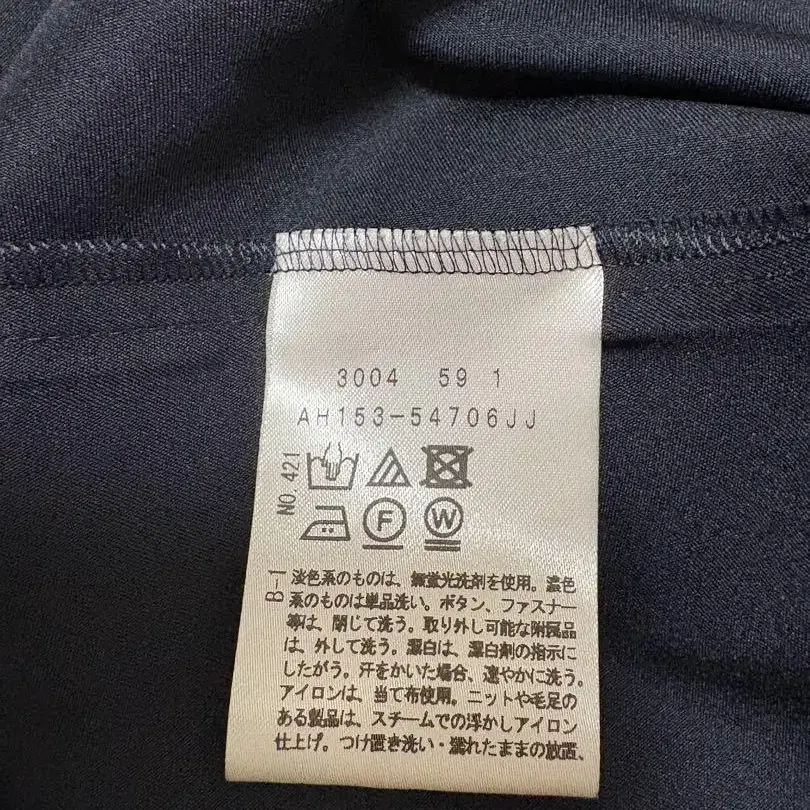 3004 59 1
AH153-54706JJ
NO.421
F
W
B-1
淡色系のものは、無蛍光洗剤を使用。濃色
系のものは単品洗い。ボタン、ファスナー
等は、閉じて洗う。取り外し可能な附属品
は、外して洗う。漂白は、漂白剤の指示に
したがう。汗をかいた場合、速やかに洗う。
アイロンは、当て布使用。ニットや毛足の
ある製品は、スチームでの浮かしアイロン
仕上げ。つけ置き洗い・濡れたままの放置、